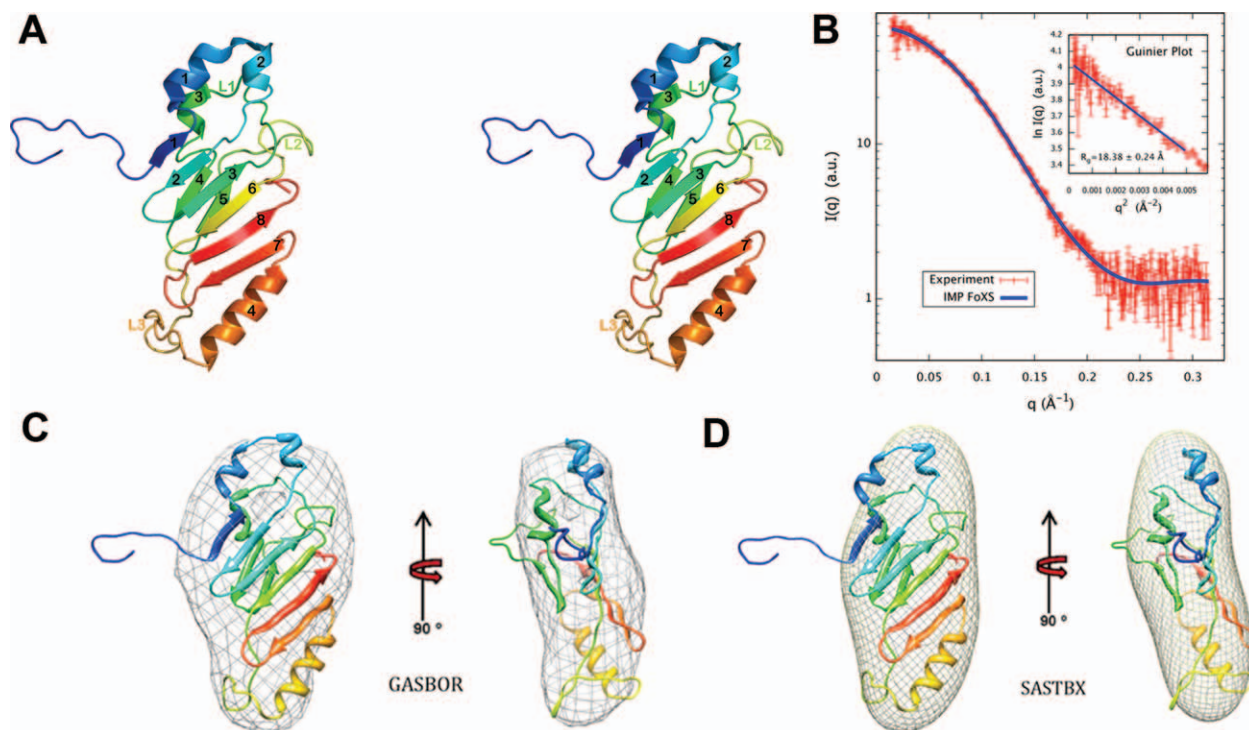 A
1
2
3
L1
1
L2
2
4
3
6
5
8
7
4
L3
1
2
3
L1
1
L2
2
4
3
6
5
8
7
4
L3
B
I(q) (a.u.)
10
1
0
0.05
0.1
0.15
0.2
0.25
0.3
q (Å⁻¹)
Experiment
IMP FoXS
Guinier Plot
ln I(q) (a.u.)
4.2
4.1
4
3.9
3.8
3.7
3.6
3.5
3.4
Rg=18.38 ± 0.24 Å
0 0.001 0.002 0.003 0.004 0.005
q² (Å⁻²)
C
90 °
GASBOR
D
90 °
SASTBX